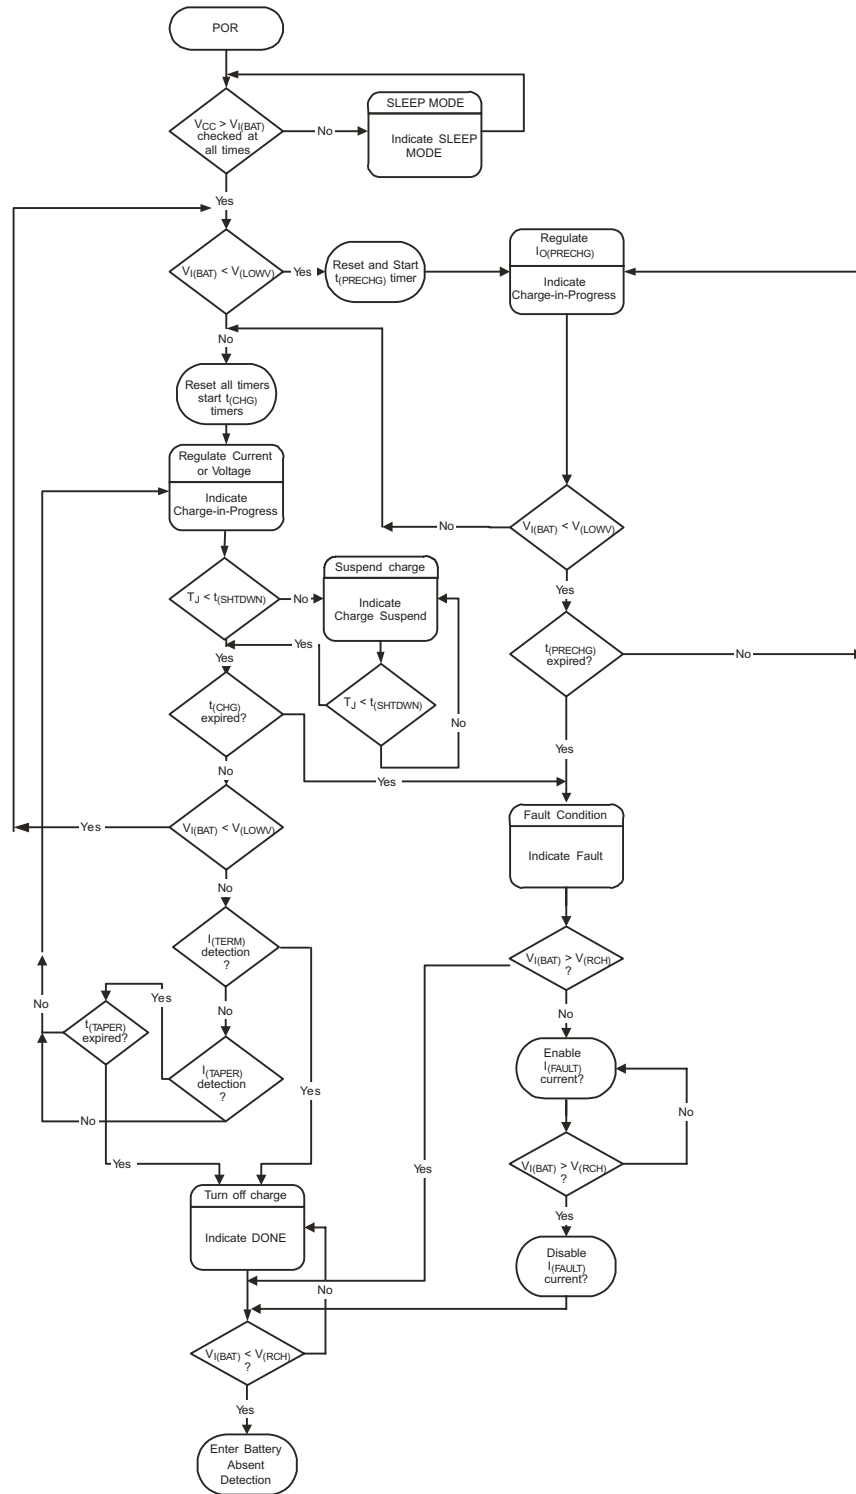 POR
VCC > VI(BAT)
checked at
all times
No
SLEEP MODE
Indicate SLEEP
MODE
Yes
VI(BAT) < V(LOWV)
Yes
Reset and Start
t(PRECHG) timer
Regulate
IO(PRECHG)
Indicate
Charge-in-Progress
No
Reset all timers
start t(CHG)
timers
Regulate Current
or Voltage
Indicate
Charge-in-Progress
No
VI(BAT) < V(LOWV)
Yes
TJ < t(SHTDWN)
No
Suspend charge
Indicate
Charge Suspend
Yes
Yes
TJ < t(SHTDWN)
No
t(PRECHG)
expired?
No
Yes
t(CHG)
expired?
Yes
No
VI(BAT) < V(LOWV)
Yes
No
Fault Condition
Indicate Fault
I(TERM)
detection
?
No
Yes
VI(BAT) > V(RCH)
?
No
Yes
t(TAPER)
expired?
Yes
No
I(TAPER)
detection
?
No
Yes
Enable
I(FAULT)
current?
No
VI(BAT) > V(RCH)
?
Yes
Disable
I(FAULT)
current?
Turn off charge
Indicate DONE
No
VI(BAT) < V(RCH)
?
Yes
Enter Battery
Absent
Detection